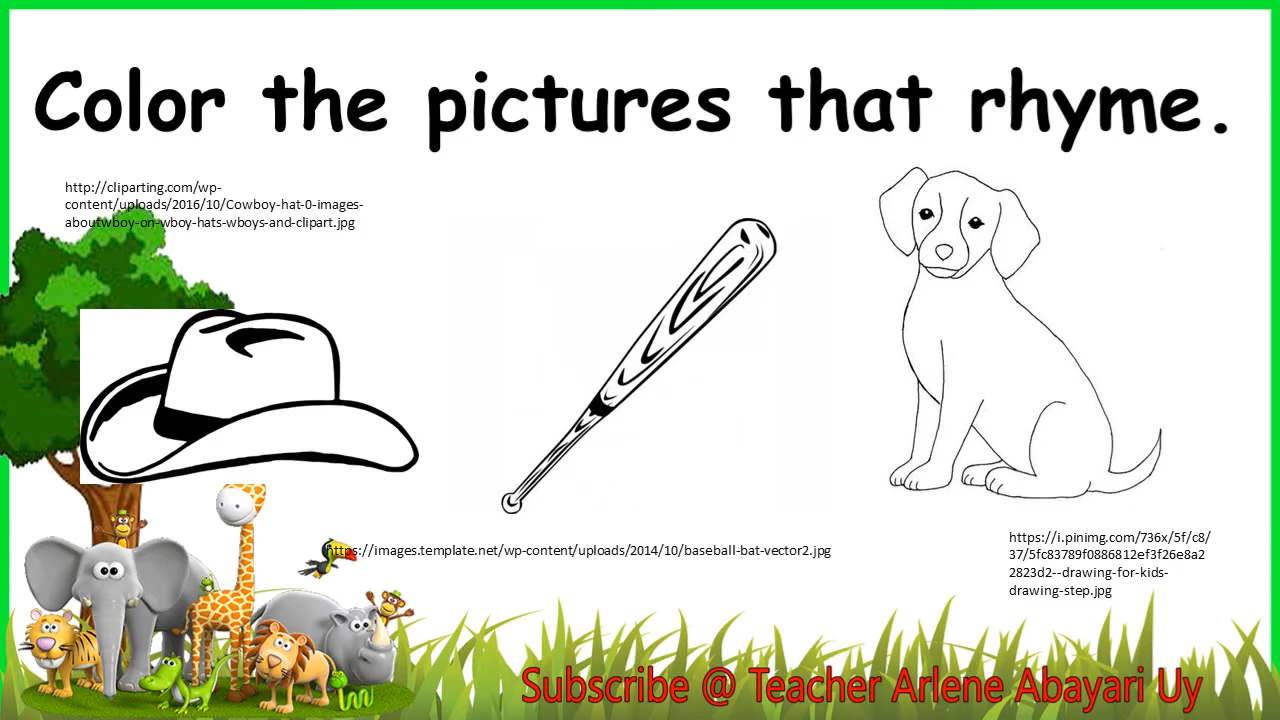 Color the pictures that rhyme.
http://cliparting.com/wp-
content/uploads/2016/10/Cowboy-hat-0-images-
aboutwboy-on-wboy-hats-wboys-and-clipart.jpg
https://images.template.net/wp-content/uploads/2014/10/baseball-bat-vector2.jpg
https://i.pinimg.com/736x/5f/c8/
37/5fc83789f0886812ef3f26e8a2
2823d2--drawing-for-kids-
drawing-step.jpg
Subscribe @ Teacher Arlene Abayari Uy